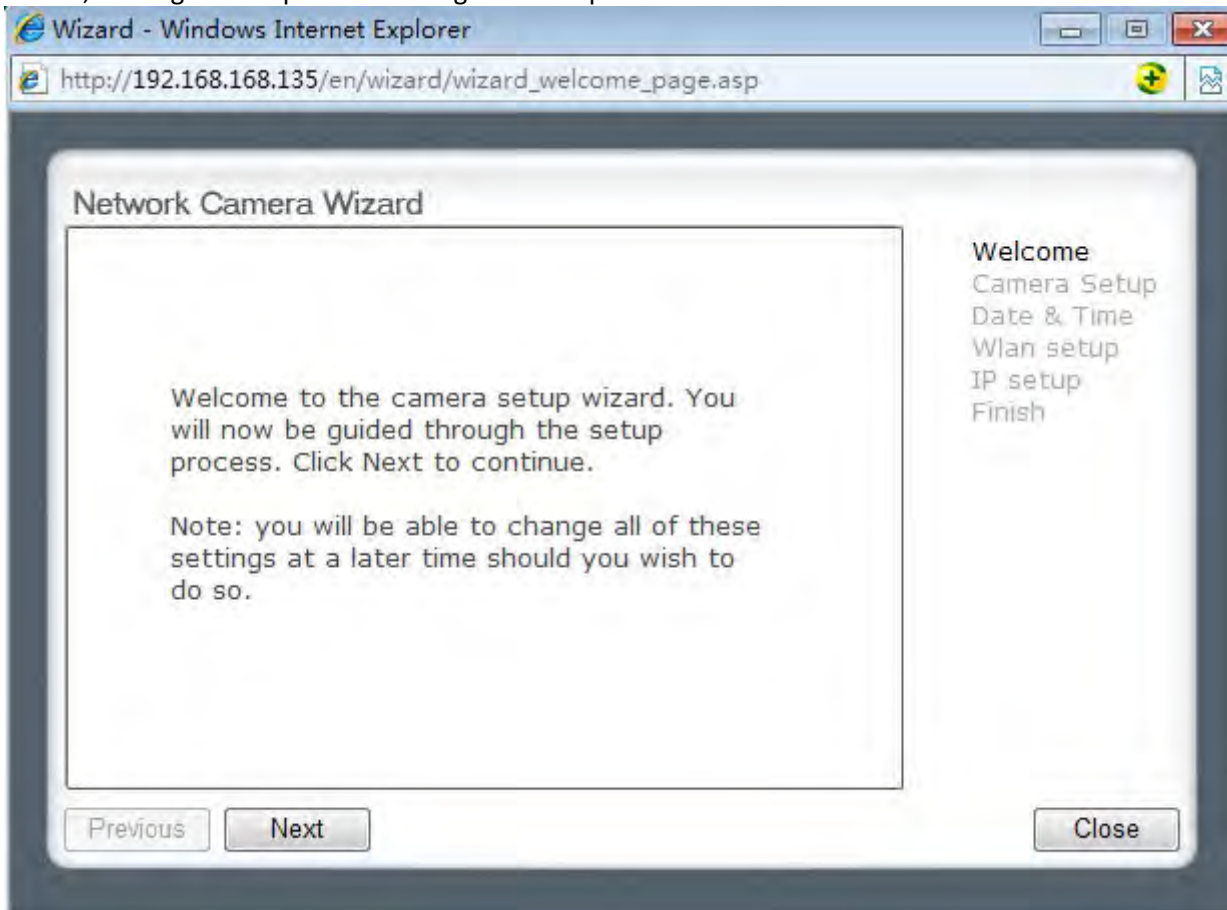 Wizard - Windows Internet Explorer
http://192.168.168.135/en/wizard/wizard_welcome_page.asp
Network Camera Wizard
Welcome to the camera setup wizard. You
will now be guided through the setup
process. Click Next to continue.
Note: you will be able to change all of these
settings at a later time should you wish to
do so.
Welcome
Camera Setup
Date & Time
Wlan setup
IP setup
Finish
Previous
Next
Close